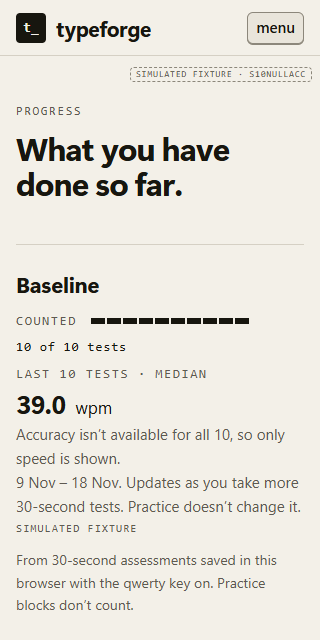 t_ typeforge menu
SIMULATED FIXTURE · S10NULLACC
PROGRESS
What you have
done so far.
Baseline
COUNTED
10 of 10 tests
LAST 10 TESTS · MEDIAN
39.0 wpm
Accuracy isn’t available for all 10, so only
speed is shown.
9 Nov – 18 Nov. Updates as you take more
30-second tests. Practice doesn’t change it.
SIMULATED FIXTURE
From 30-second assessments saved in this
browser with the qwerty key on. Practice
blocks don’t count.